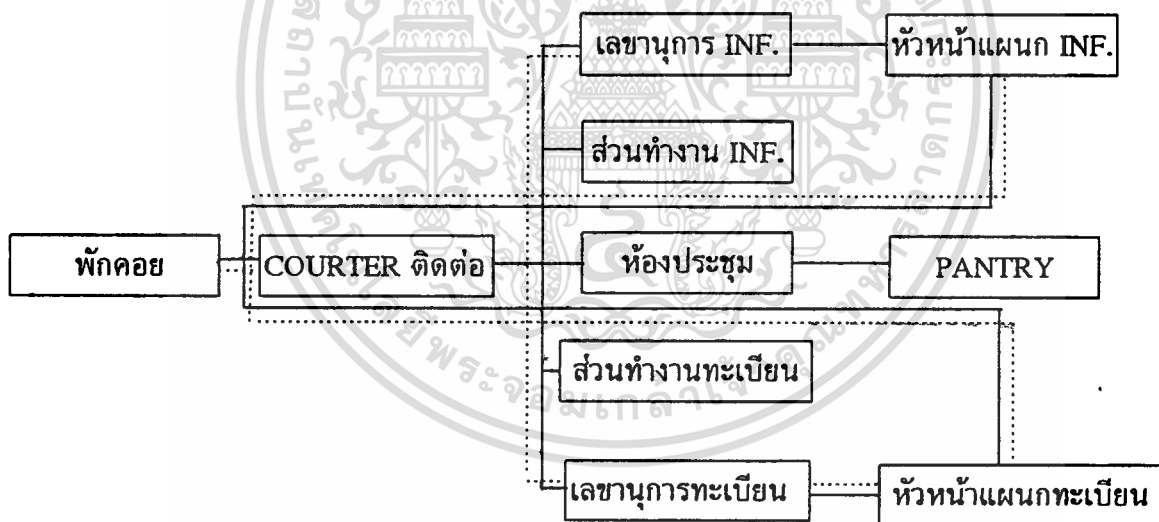 เลขานุการ INF. หัวหน้าแผนก INF.
ส่วนทำงาน INF.
พักคอย COURTER ติดต่อ ห้องประชุม PANTRY
ส่วนทำงานทะเบียน
เลขานุการทะเบียน หัวหน้าแผนกทะเบียน